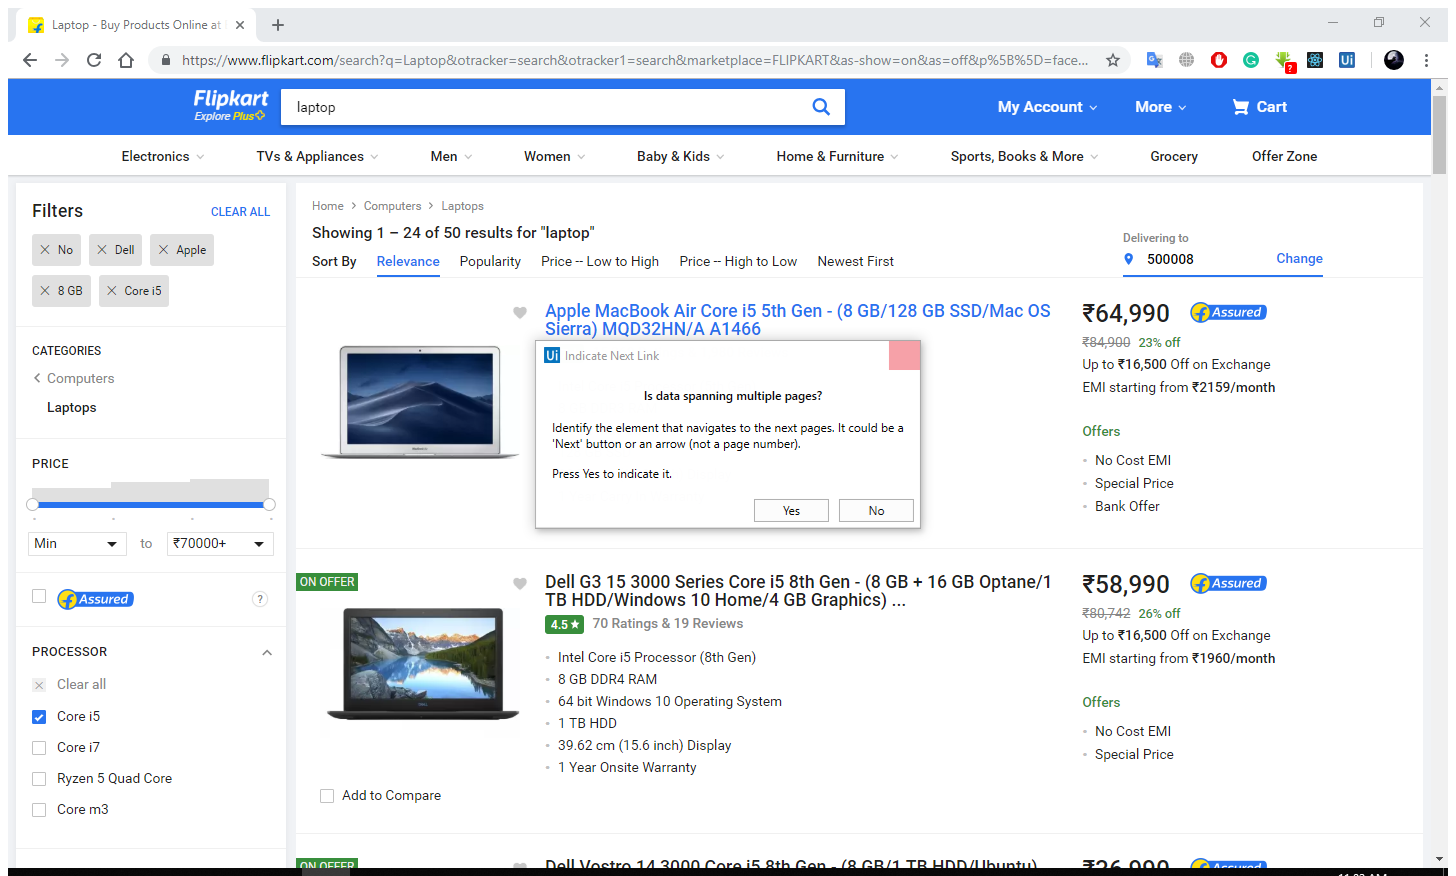 Laptop - Buy Products Online at
https://www.flipkart.com/search?q=Laptop&otracker=search&otracker1=search&marketplace=FLIPKART&as-show=on&as=off&p%5B%5D=face...
?
Ui
Flipkart
Explore Plus
laptop
My Account
More
Cart
Electronics
TVs & Appliances
Men
Women
Baby & Kids
Home & Furniture
Sports, Books & More
Grocery
Offer Zone
Filters
CLEAR ALL
No
Dell
Apple
8 GB
Core i5
CATEGORIES
Computers
Laptops
PRICE
Min
to
₹70000+
Assured
?
PROCESSOR
Clear all
Core i5
Core i7
Ryzen 5 Quad Core
Core m3
Home > Computers > Laptops
Showing 1 – 24 of 50 results for "laptop"
Sort By
Relevance
Popularity
Price -- Low to High
Price -- High to Low
Newest First
Delivering to
500008
Change
Apple MacBook Air Core i5 5th Gen - (8 GB/128 GB SSD/Mac OS
Sierra) MQD32HN/A A1466
₹64,990
Assured
₹84,900 23% off
Up to ₹16,500 Off on Exchange
EMI starting from ₹2159/month
Offers
No Cost EMI
Special Price
Bank Offer
Ui Indicate Next Link
Is data spanning multiple pages?
Identify the element that navigates to the next pages. It could be a
'Next' button or an arrow (not a page number).
Press Yes to indicate it.
Yes
No
ON OFFER
Dell G3 15 3000 Series Core i5 8th Gen - (8 GB + 16 GB Optane/1
TB HDD/Windows 10 Home/4 GB Graphics) ...
4.5★ 70 Ratings & 19 Reviews
Intel Core i5 Processor (8th Gen)
8 GB DDR4 RAM
64 bit Windows 10 Operating System
1 TB HDD
39.62 cm (15.6 inch) Display
1 Year Onsite Warranty
Add to Compare
₹58,990
Assured
₹80,742 26% off
Up to ₹16,500 Off on Exchange
EMI starting from ₹1960/month
Offers
No Cost EMI
Special Price
ON OFFER
Dell Vostro 14 3000 Core i5 8th Gen - (8 GB/1 TB HDD/Ubuntu)
Assured